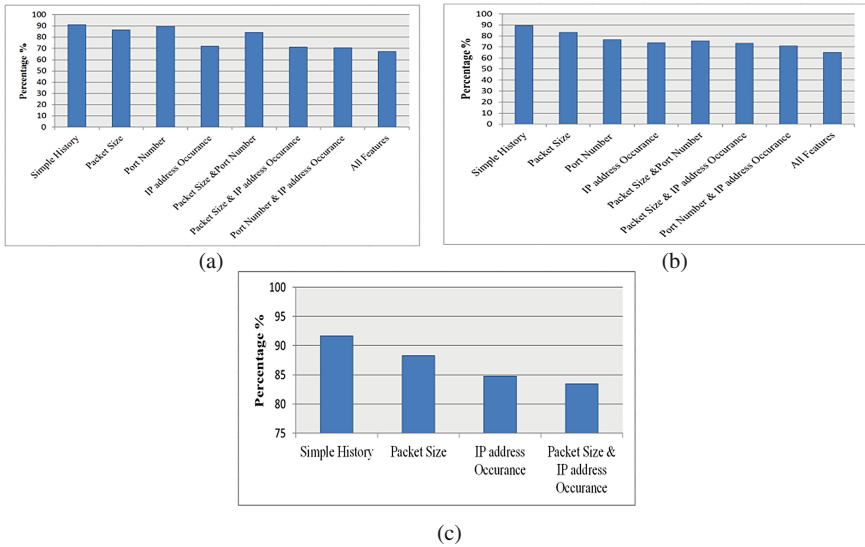 Percentage %
100
90
80
70
60
50
40
30
20
10
0
Simple History
Packet Size
Port Number
IP address Occurance
Packet Size &Port Number
Packet Size & IP address Occurance
Port Number & IP address Occurance
All Features
(a)
Percentage %
100
90
80
70
60
50
40
30
20
10
0
Simple History
Packet Size
Port Number
IP address Occurance
Packet Size &Port Number
Packet Size & IP address Occurance
Port Number & IP address Occurance
All Features
(b)
Percentage %
100
95
90
85
80
75
Simple History
Packet Size
IP address
Occurance
Packet Size &
IP address
Occurance
(c)